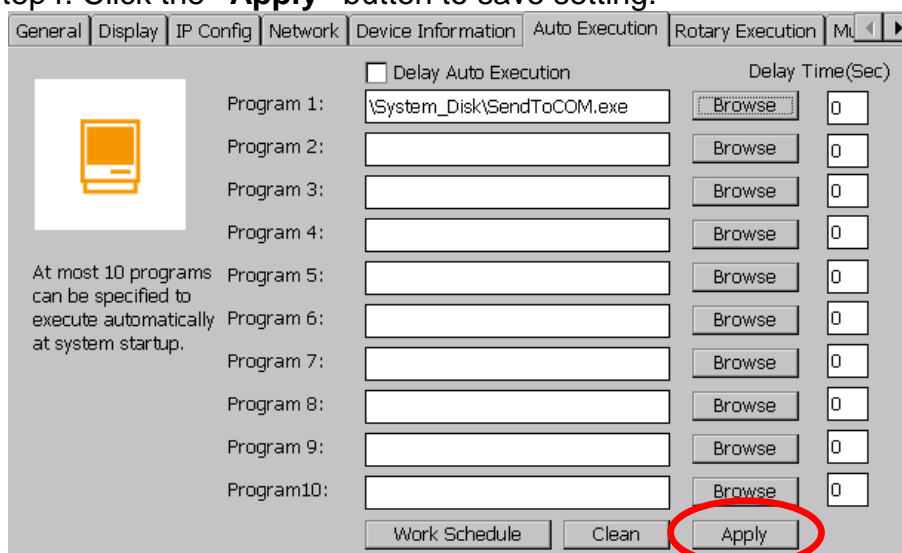 Click the "Apply" button to save setting.
General Display IP Config Network Device Information Auto Execution Rotary Execution
Delay Auto Execution Delay Time(Sec)
Program 1: \System_Disk\SendToCOM.exe Browse 0
Program 2: Browse 0
Program 3: Browse 0
Program 4: Browse 0
At most 10 programs
can be specified to
execute automatically
at system startup.
Program 5: Browse 0
Program 6: Browse 0
Program 7: Browse 0
Program 8: Browse 0
Program 9: Browse 0
Program10: Browse 0
Work Schedule Clean Apply